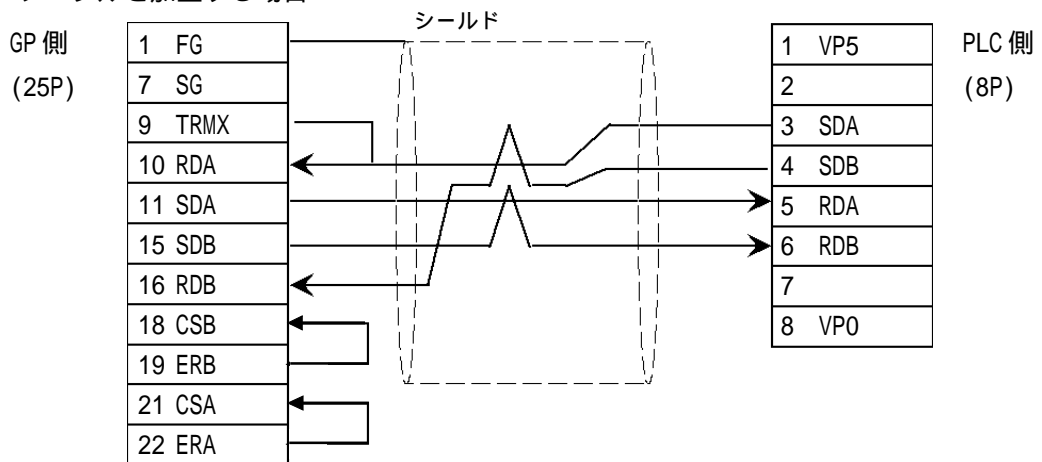 シールド
GP側
(25P)
1 FG
7 SG
9 TRMX
10 RDA
11 SDA
15 SDB
16 RDB
18 CSB
19 ERB
21 CSA
22 ERA
1 VP5
2
3 SDA
4 SDB
5 RDA
6 RDB
7
8 VP0
PLC側
(8P)